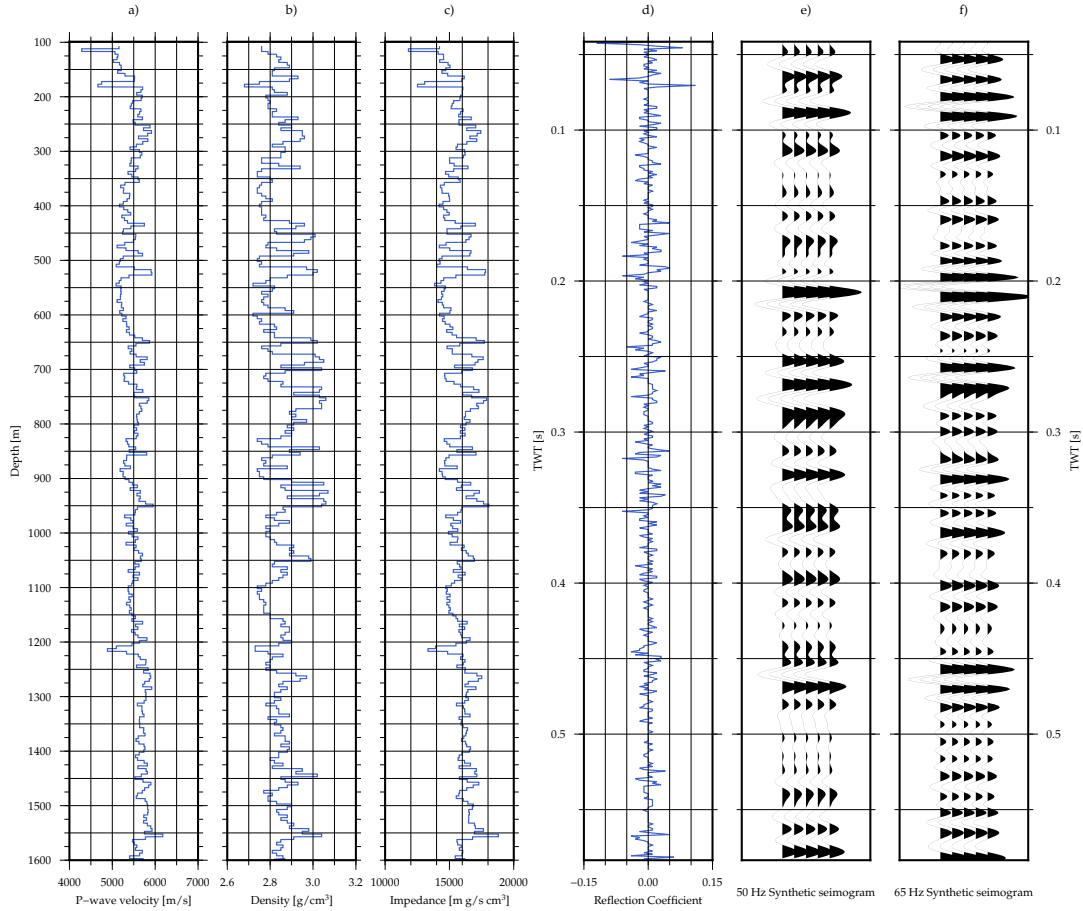 a) b) c) d) e) f)
100
200
300
400
500
600
700
800
900
1000
1100
1200
1300
1400
1500
1600
Depth [m]
4000 5000 6000 7000
P−wave velocity [m/s]
2.6 2.8 3.0 3.2
Density [g/cm³]
10000 15000 20000
Impedance [m g/s cm³]
TWT [s]
−0.15 0.00 0.15
Reflection Coefficient
0.1
0.2
0.3
0.4
0.5
50 Hz Synthetic seimogram
65 Hz Synthetic seimogram
0.1
0.2
0.3
0.4
0.5
TWT [s]